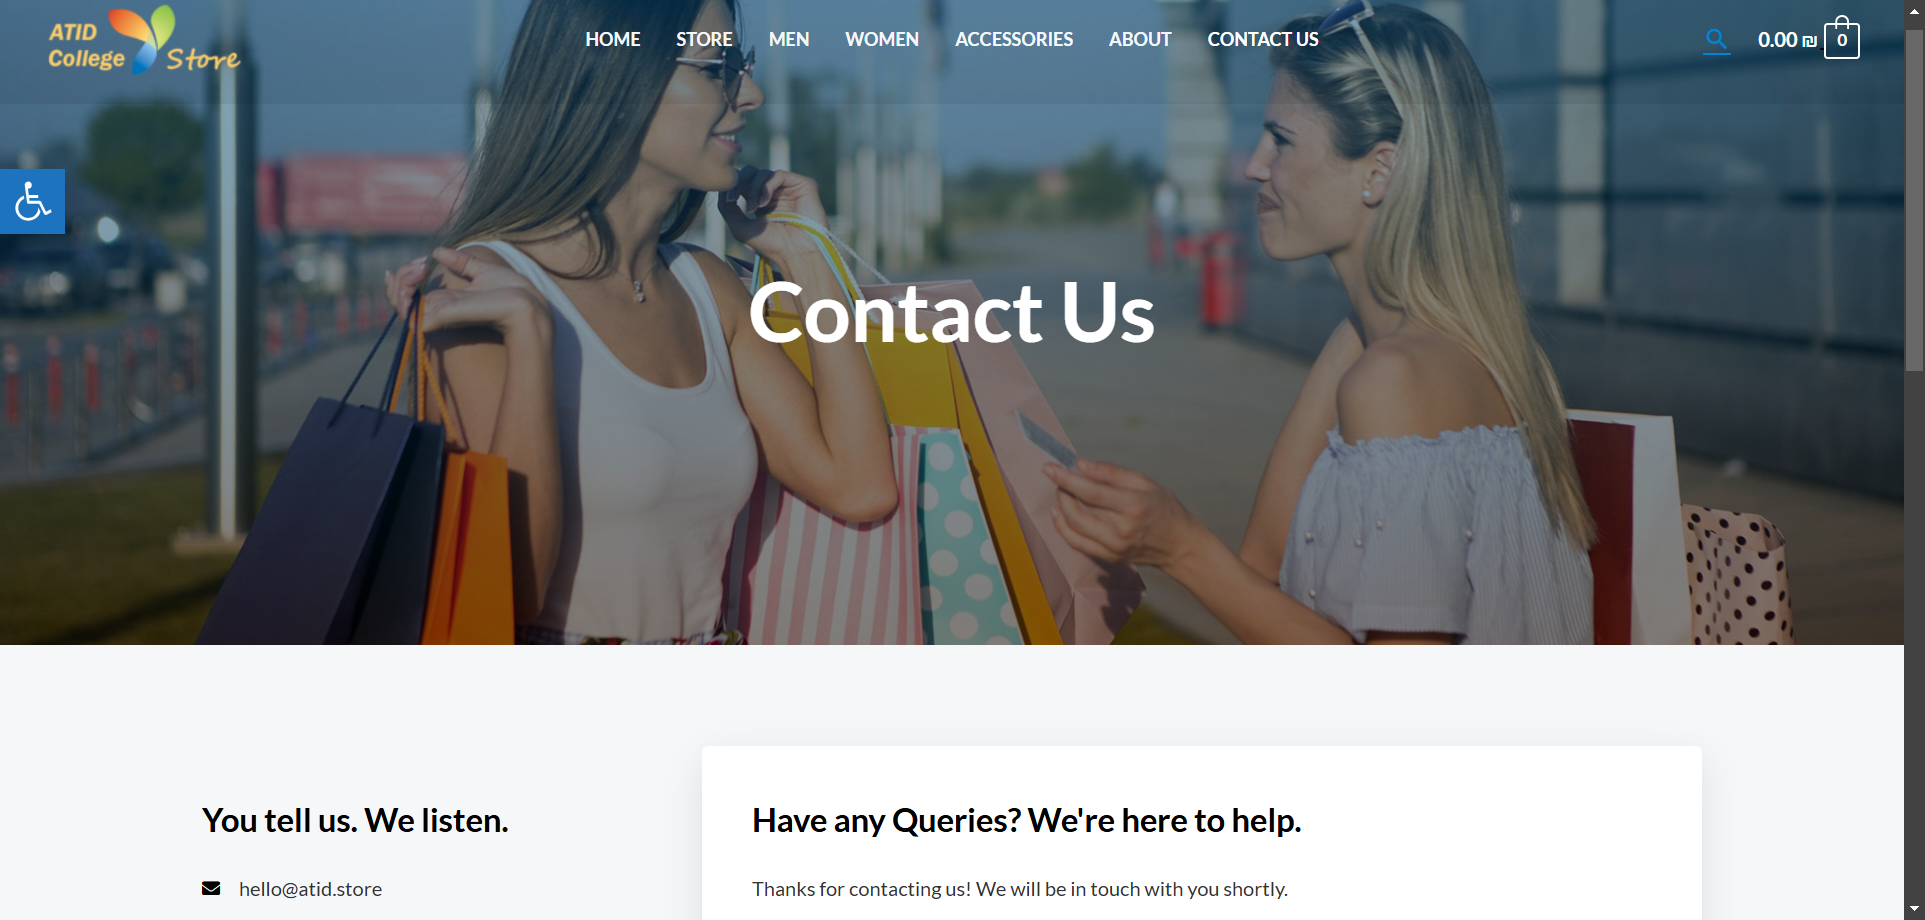 ATID
College Store
HOME STORE MEN WOMEN ACCESSORIES ABOUT CONTACT US
0.00 ₪ 0
Contact Us
You tell us. We listen.
hello@atid.store
Have any Queries? We're here to help.
Thanks for contacting us! We will be in touch with you shortly.